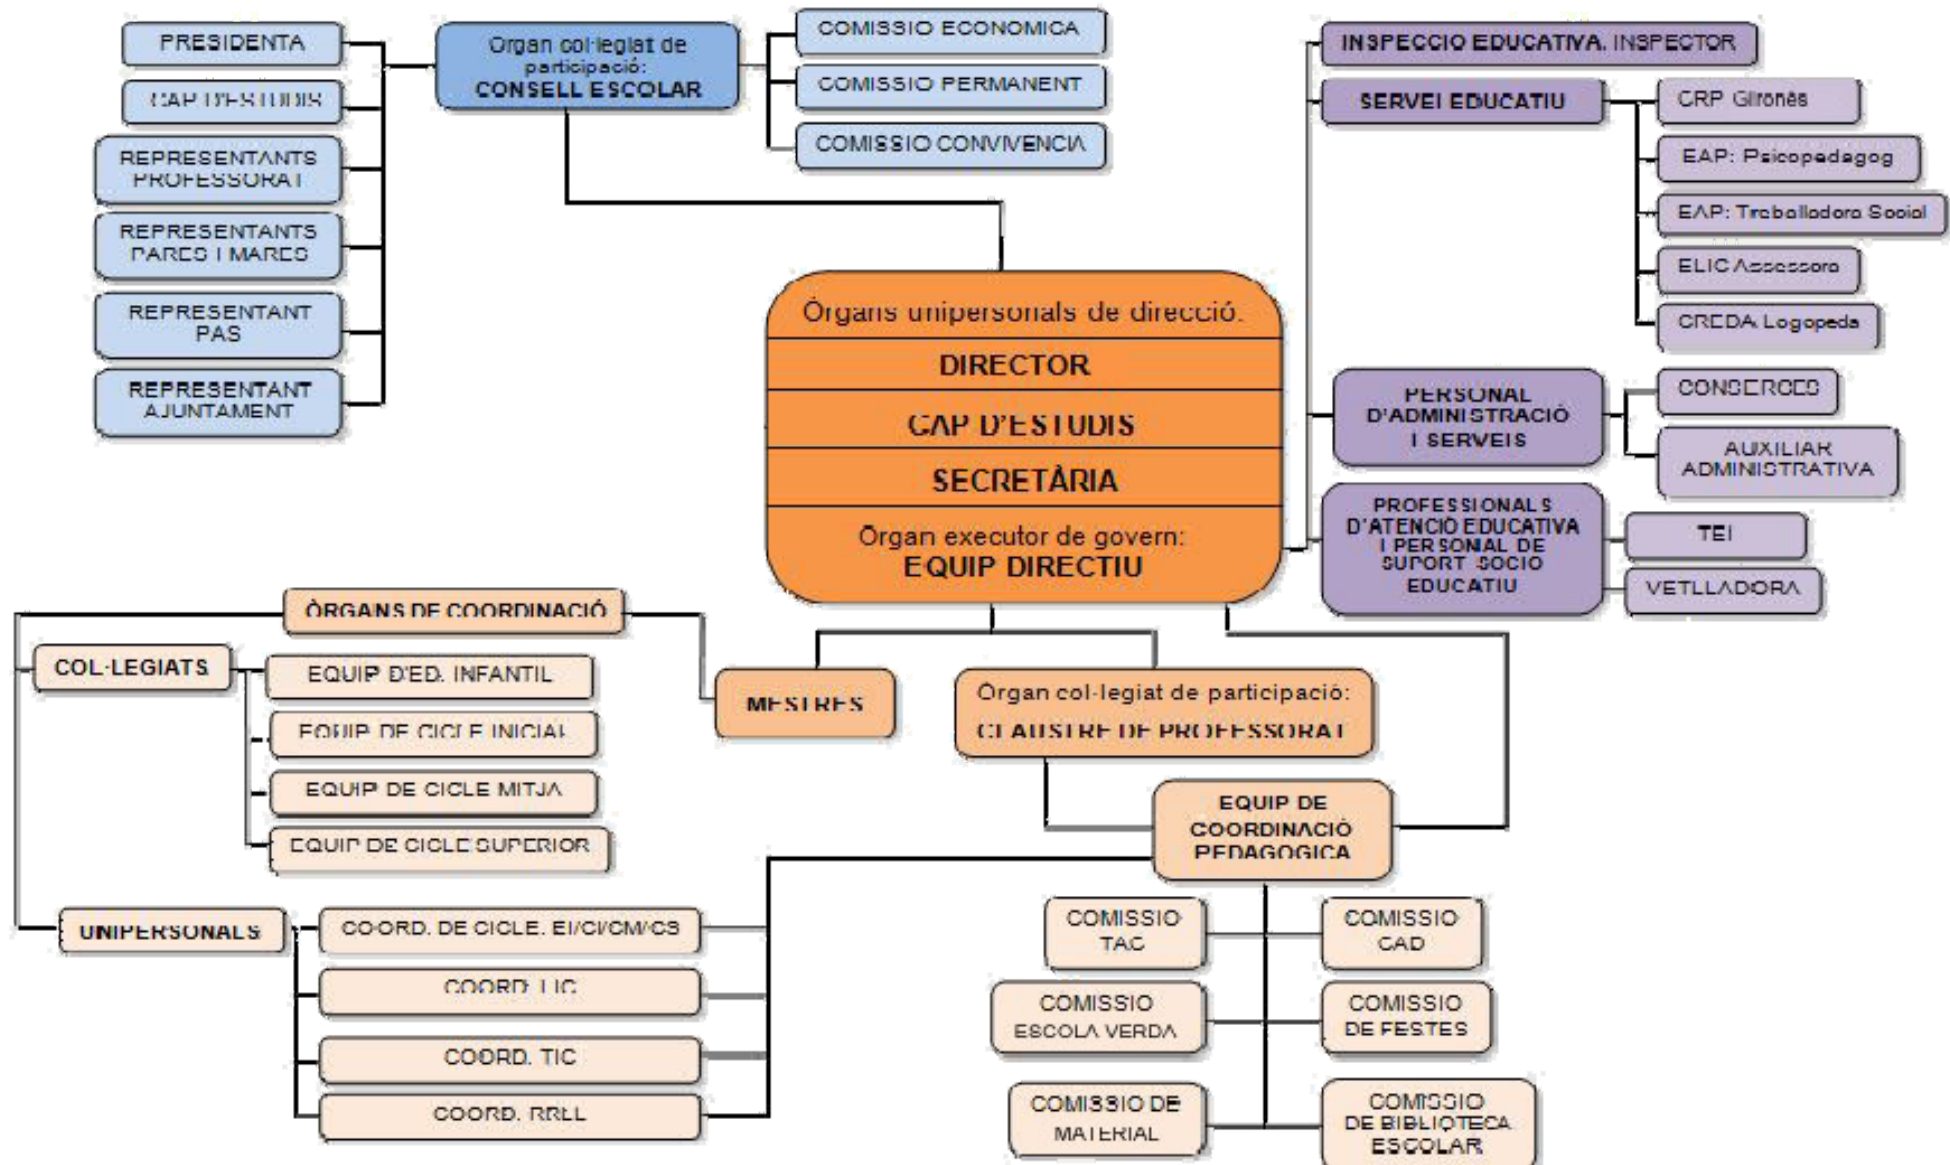 PRESIDENTA
CAP D'ESTUDIS
REPRESENTANTS
PROFESSORAT
REPRESENTANTS
PARES I MARES
REPRESENTANT
PAS
REPRESENTANT
AJUNTAMENT
Òrgan col·legiat de
participació:
CONSELL ESCOLAR
COMISSIO ECONOMICA
COMISSIO PERMANENT
COMISSIO CONVIVENCIA
INSPECCIO EDUCATIVA. INSPECTOR
SERVEI EDUCATIU
CRP Gironès
EAP: Psicopedagog
EAP: Treballadora Social
ELIC Assessora
CREDA Logopeda
PERSONAL
D'ADMINISTRACIÓ
I SERVEIS
CONSERGES
AUXILIAR
ADMINISTRATIVA
PROFESSIONALS
D'ATENCIÓ EDUCATIVA
I PERSONAL DE
SUPORT SOCIO
EDUCATIU
TEI
VETLLADORA
Òrgans unipersonals de direcció:
DIRECTOR
CAP D'ESTUDIS
SECRETÀRIA
Òrgan executor de govern:
EQUIP DIRECTIU
ÒRGANS DE COORDINACIÓ
COL·LEGIATS
EQUIP D'ED. INFANTIL
EQUIP DE CICLE INICIAL
EQUIP DE CICLE MITJA
EQUIP DE CICLE SUPERIOR
MESTRES
Òrgan col·legiat de participació:
CLAUSTRE DE PROFESSORAT
EQUIP DE
COORDINACIÓ
PEDAGOGICA
UNIPERSONALS
COORD. DE CICLE. EI/CI/CM/CS
COORD. LIC
COORD. TIC
COORD. RRLL
COMISSIO
TAC
COMISSIO
CAD
COMISSIO
ESCOLA VERDA
COMISSIO
DE FESTES
COMISSIO DE
MATERIAL
COMISSIO
DE BIBLIOTECA
ESCOLAR